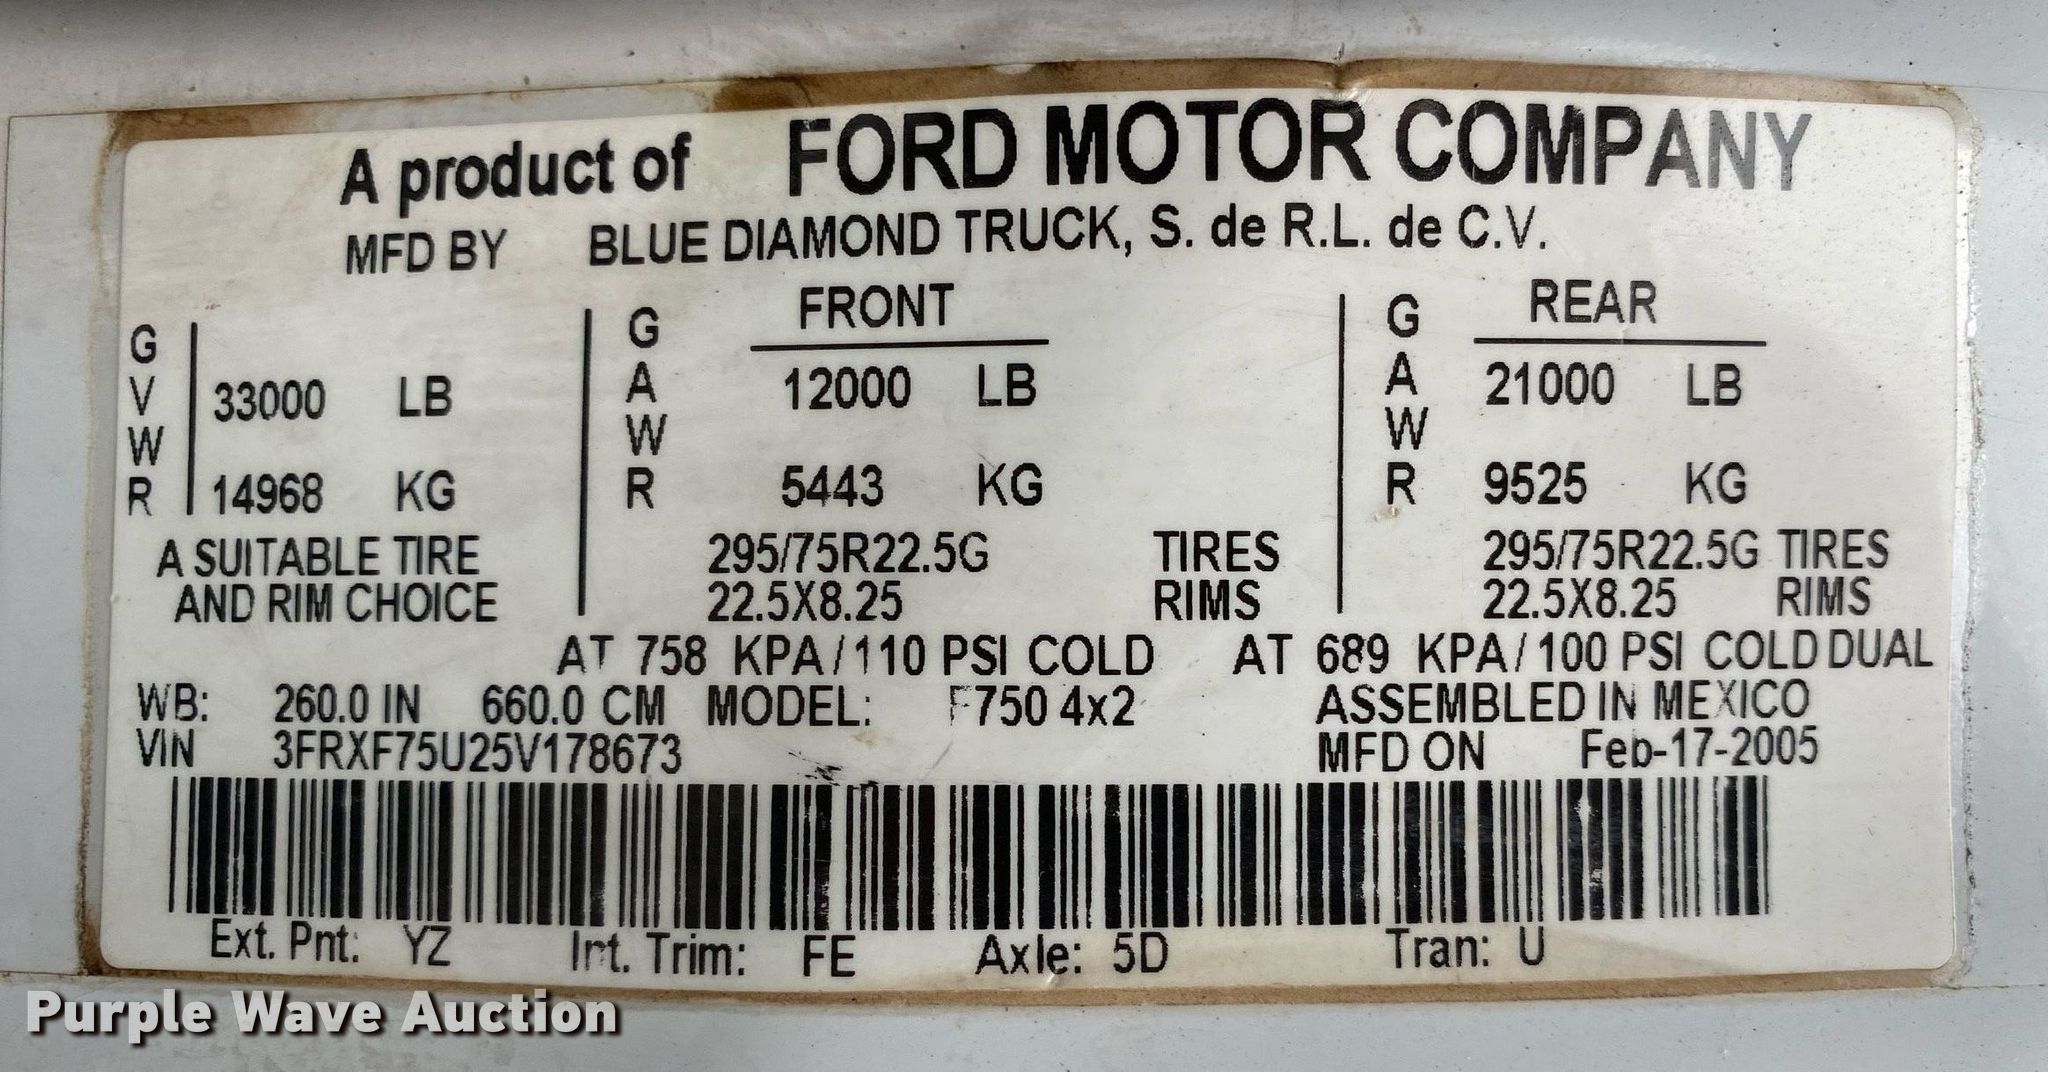 A product of FORD MOTOR COMPANY
MFD BY BLUE DIAMOND TRUCK, S. de R.L. de C.V.
GVWR 33000 LB
14968 KG
GAWR FRONT
12000 LB
5443 KG
GAWR REAR
21000 LB
9525 KG
A SUITABLE TIRE 295/75R22.5G TIRES 295/75R22.5G TIRES
AND RIM CHOICE 22.5X8.25 RIMS 22.5X8.25 RIMS
AT 758 KPA/110 PSI COLD AT 689 KPA/100 PSI COLD DUAL
WB: 260.0 IN 660.0 CM MODEL: F750 4x2 ASSEMBLED IN MEXICO
VIN 3FRXF75U25V178673 MFD ON Feb-17-2005
Ext. Pnt: YZ Int. Trim: FE Axle: 5D Tran: U
Purple Wave Auction